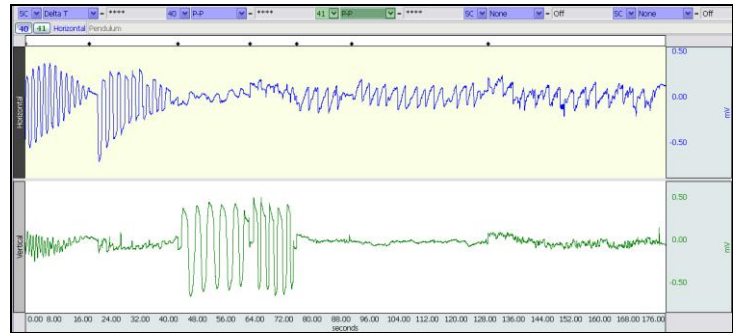 SC Delta T = **** 40 P-P = **** 41 P-P = **** SC None = Off SC None = Off
40 41 Horizontal Pendulum
Horizontal
0.50
0.00
-0.50
mV
Vertical
0.50
0.00
-0.50
mV
0.00 8.00 16.00 24.00 32.00 40.00 48.00 56.00 64.00 72.00 80.00 88.00 96.00 104.00 112.00 120.00 128.00 136.00 144.00 152.00 160.00 168.00 176.00
seconds